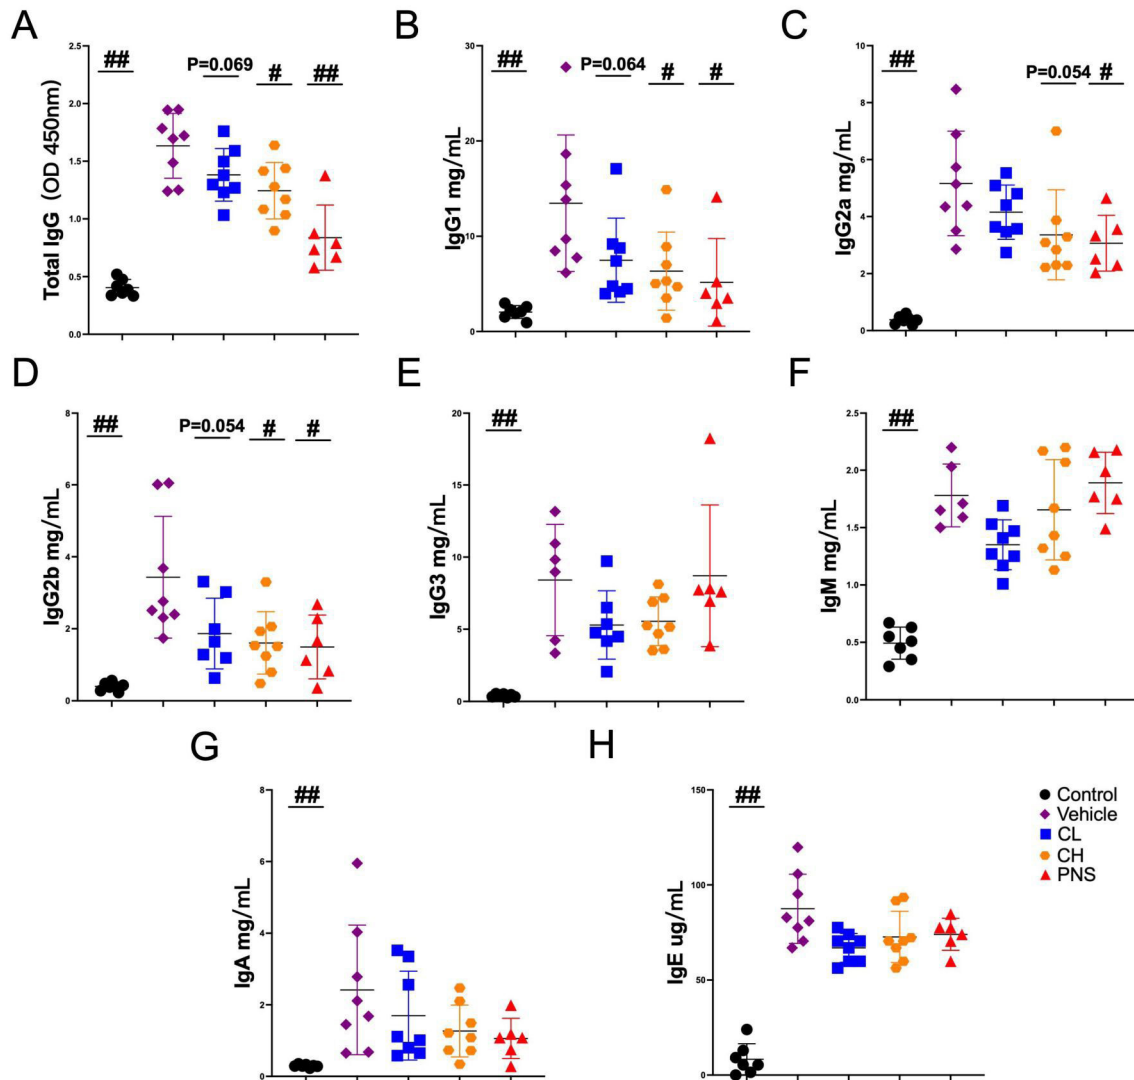 A
Total IgG (OD 450nm)
2.5
2.0
1.5
1.0
0.5
0.0
##
P=0.069
#
##
B
IgG1 mg/mL
30
20
10
0
##
P=0.064
#
#
C
IgG2a mg/mL
10
8
6
4
2
0
##
P=0.054
#
D
IgG2b mg/mL
8
6
4
2
0
##
P=0.054
#
#
E
IgG3 mg/mL
20
15
10
5
0
##
F
IgM mg/mL
2.5
2.0
1.5
1.0
0.5
0.0
##
G
IgA mg/mL
8
6
4
2
0
##
H
IgE ug/mL
150
100
50
0
##
Control
Vehicle
CL
CH
PNS